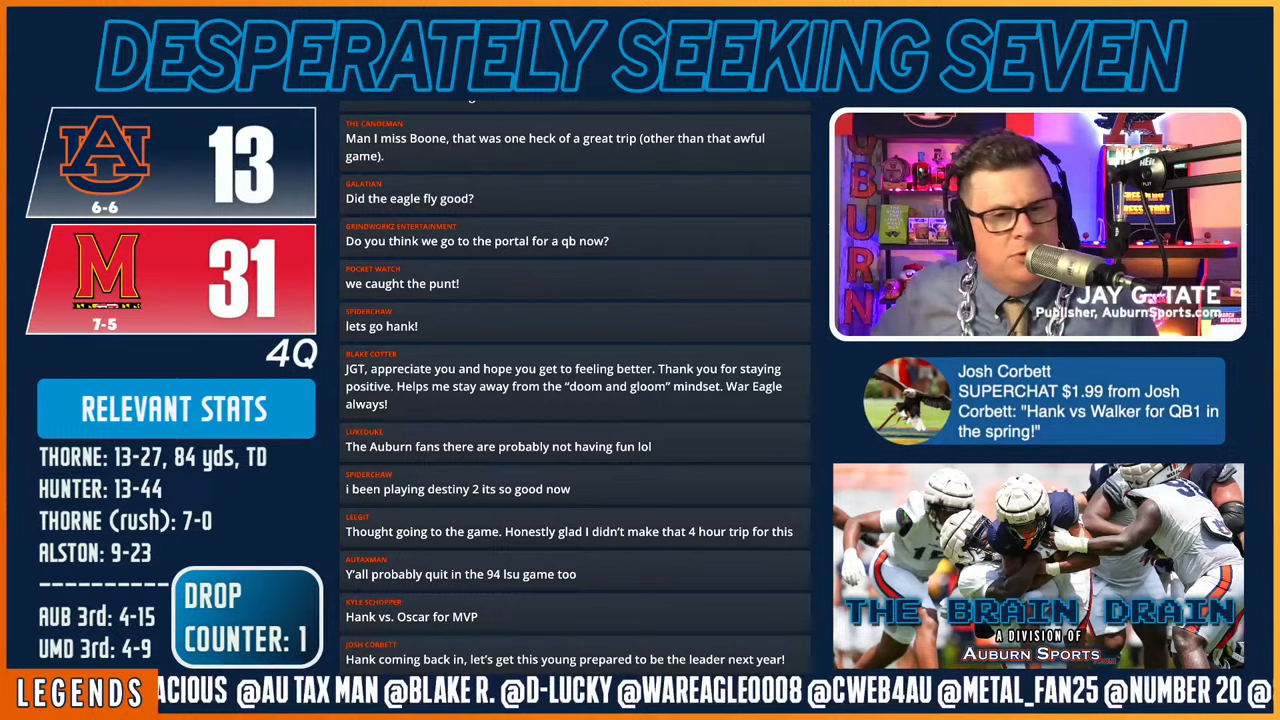 DESPERATELY SEEKING SEVEN
13
6-6
M
31
7-5
4Q
RELEVANT STATS
THORNE: 13-27, 84 yds, TD
HUNTER: 13-44
THORNE (rush): 7-0
ALSTON: 9-23
AUB 3rd: 4-15
UMD 3rd: 4-9
DROP
COUNTER: 1
THE CANDEMAN
Man I miss Boone, that was one heck of a great trip (other than that awful
game).
GALATIAN
Did the eagle fly good?
GRINDWORKZ ENTERTAINMENT
Do you think we go to the portal for a qb now?
POCKET WATCH
we caught the punt!
SPIDERCHAW
lets go hank!
BLAKE COTTER
JGT, appreciate you and hope you get to feeling better. Thank you for staying
positive. Helps me stay away from the “doom and gloom” mindset. War Eagle
always!
LUKEDUKE
The Auburn fans there are probably not having fun lol
SPIDERCHAW
i been playing destiny 2 its so good now
LEEGIT
Thought going to the game. Honestly glad I didn’t make that 4 hour trip for this
AUTAXMAN
Y’all probably quit in the 94 lsu game too
KYLE SCHOPPER
Hank vs. Oscar for MVP
JOSH CORBETT
Hank coming back in, let’s get this young prepared to be the leader next year!
JAY G. TATE
Publisher, AuburnSports.com
Josh Corbett
SUPERCHAT $1.99 from Josh
Corbett: "Hank vs Walker for QB1 in
the spring!"
THE BRAIN DRAIN
A DIVISION OF
AUBURN SPORTS.com
LEGENDS
ACIOUS @AU TAX MAN @BLAKE R. @D-LUCKY @WAREAGLE0008 @CWEB4AU @METAL_FAN25 @NUMBER 20 @